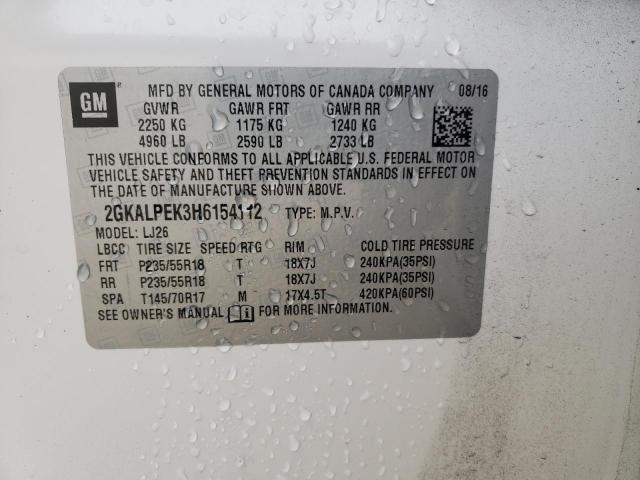 GM
MFD BY GENERAL MOTORS OF CANADA COMPANY 08/16
GVWR GAWR FRT GAWR RR
2250 KG 1175 KG 1240 KG
4960 LB 2590 LB 2733 LB
THIS VEHICLE CONFORMS TO ALL APPLICABLE U.S. FEDERAL MOTOR
VEHICLE SAFETY AND THEFT PREVENTION STANDARDS IN EFFECT ON
THE DATE OF MANUFACTURE SHOWN ABOVE.
2GKALPEK3H6154112 TYPE: M.P.V.
MODEL: LJ26
LBCC TIRE SIZE SPEED RTG RIM COLD TIRE PRESSURE
FRT P235/55R18 T 18X7J 240KPA(35PSI)
RR P235/55R18 T 18X7J 240KPA(35PSI)
SPA T145/70R17 M 17X4.5T 420KPA(60PSI)
SEE OWNER'S MANUAL FOR MORE INFORMATION.